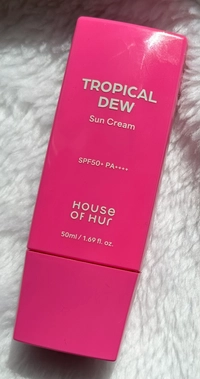 TROPICAL
DEW
Sun Cream
SPF50+ PA++++
HOUSE
OF HUr
50ml / 1.69 fl. oz.